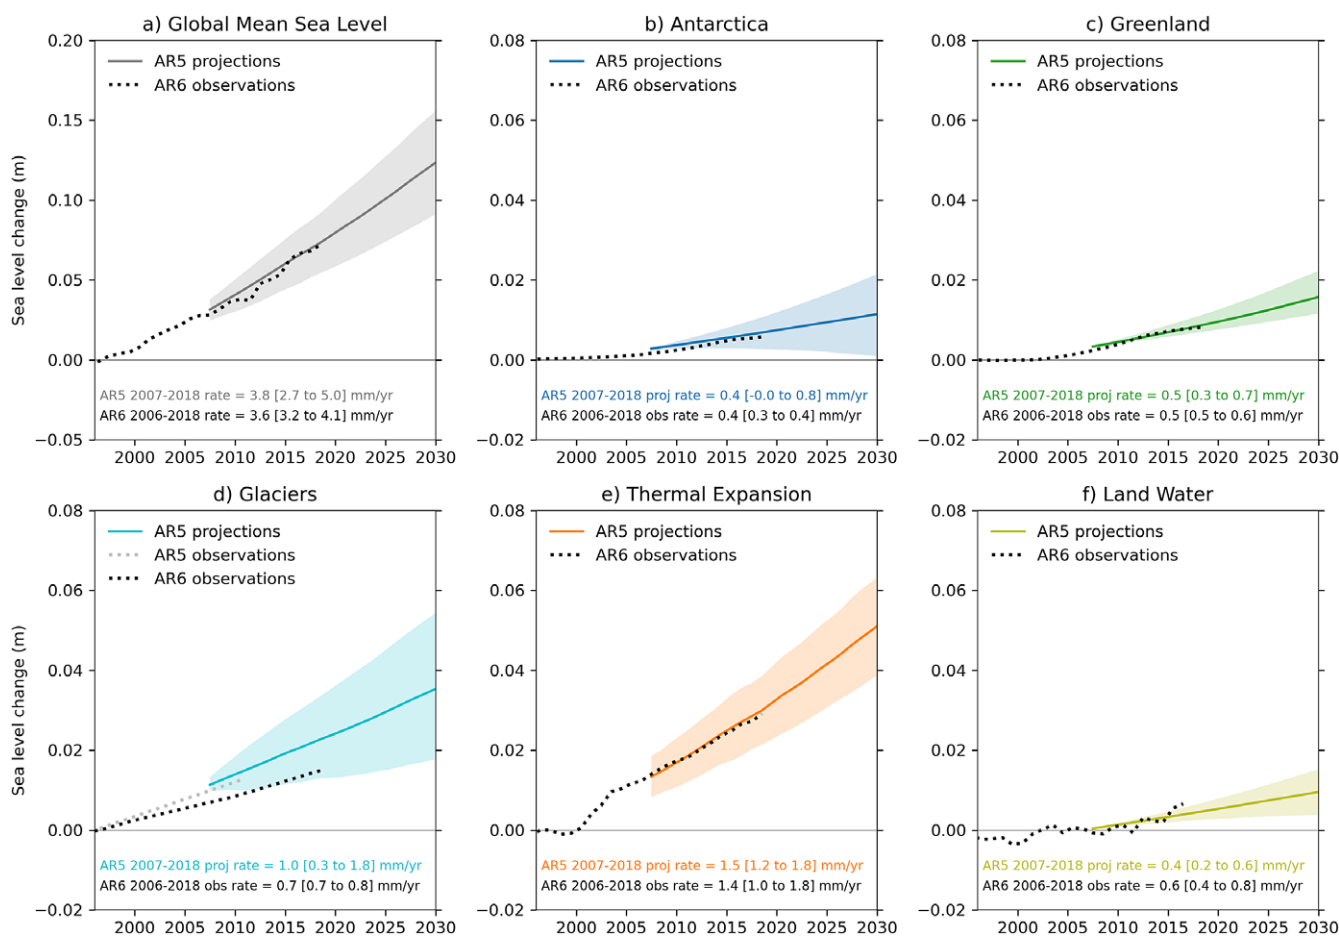 a) Global Mean Sea Level
AR5 projections
AR6 observations
Sea level change (m)
0.20
0.15
0.10
0.05
0.00
−0.05
AR5 2007-2018 rate = 3.8 [2.7 to 5.0] mm/yr
AR6 2006-2018 rate = 3.6 [3.2 to 4.1] mm/yr
2000 2005 2010 2015 2020 2025 2030
b) Antarctica
AR5 projections
AR6 observations
0.08
0.06
0.04
0.02
0.00
−0.02
AR5 2007-2018 proj rate = 0.4 [-0.0 to 0.8] mm/yr
AR6 2006-2018 obs rate = 0.4 [0.3 to 0.4] mm/yr
2000 2005 2010 2015 2020 2025 2030
c) Greenland
AR5 projections
AR6 observations
0.08
0.06
0.04
0.02
0.00
−0.02
AR5 2007-2018 proj rate = 0.5 [0.3 to 0.7] mm/yr
AR6 2006-2018 obs rate = 0.5 [0.5 to 0.6] mm/yr
2000 2005 2010 2015 2020 2025 2030
d) Glaciers
AR5 projections
AR5 observations
AR6 observations
Sea level change (m)
0.08
0.06
0.04
0.02
0.00
−0.02
AR5 2007-2018 proj rate = 1.0 [0.3 to 1.8] mm/yr
AR6 2006-2018 obs rate = 0.7 [0.7 to 0.8] mm/yr
2000 2005 2010 2015 2020 2025 2030
e) Thermal Expansion
AR5 projections
AR6 observations
0.08
0.06
0.04
0.02
0.00
−0.02
AR5 2007-2018 proj rate = 1.5 [1.2 to 1.8] mm/yr
AR6 2006-2018 obs rate = 1.4 [1.0 to 1.8] mm/yr
2000 2005 2010 2015 2020 2025 2030
f) Land Water
AR5 projections
AR6 observations
0.08
0.06
0.04
0.02
0.00
−0.02
AR5 2007-2018 proj rate = 0.4 [0.2 to 0.6] mm/yr
AR6 2006-2018 obs rate = 0.6 [0.4 to 0.8] mm/yr
2000 2005 2010 2015 2020 2025 2030